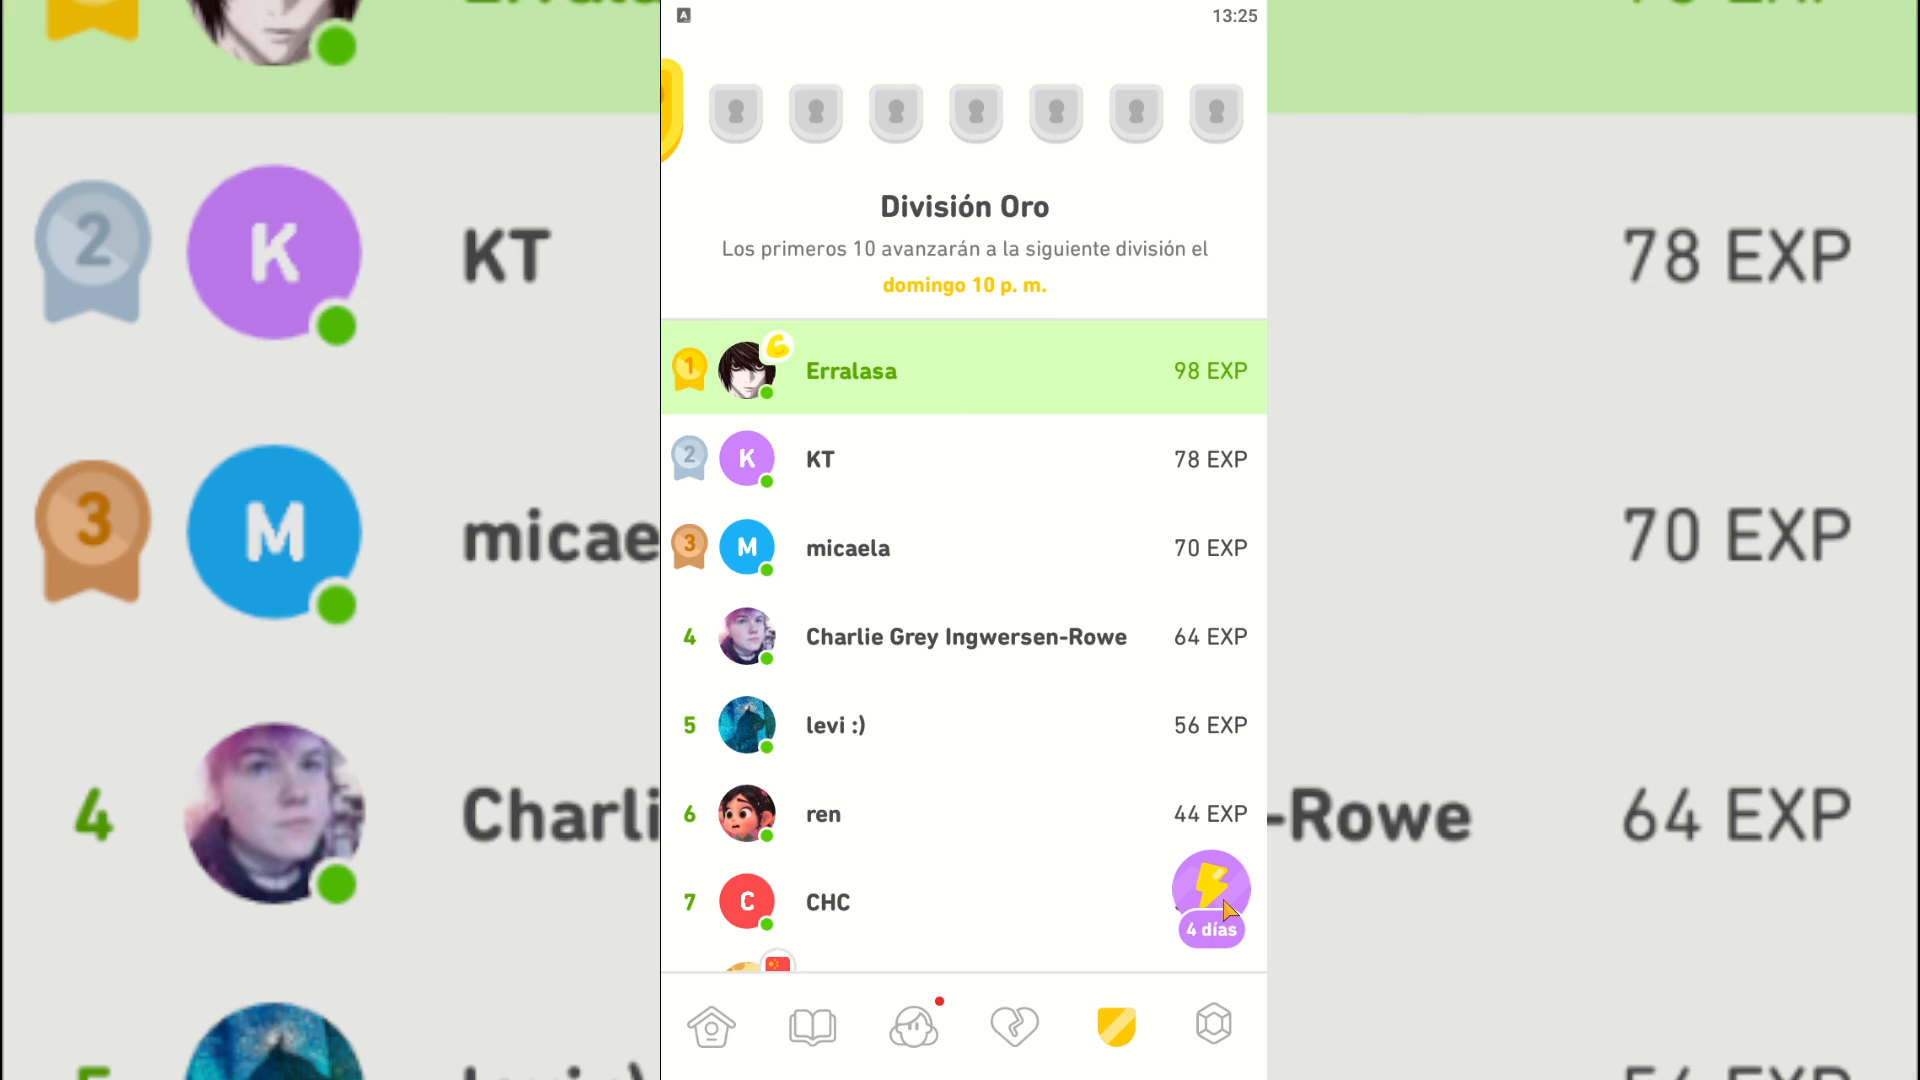 13:25
División Oro
Los primeros 10 avanzarán a la siguiente división el
domingo 10 p. m.
1 Erralasa 98 EXP
2 K KT 78 EXP
3 M micaela 70 EXP
4 Charlie Grey Ingwersen-Rowe 64 EXP
5 levi :) 56 EXP
6 ren 44 EXP
7 C CHC
4 días
2 K KT 78 EXP
3 M micae 70 EXP
4 Charli -Rowe 64 EXP